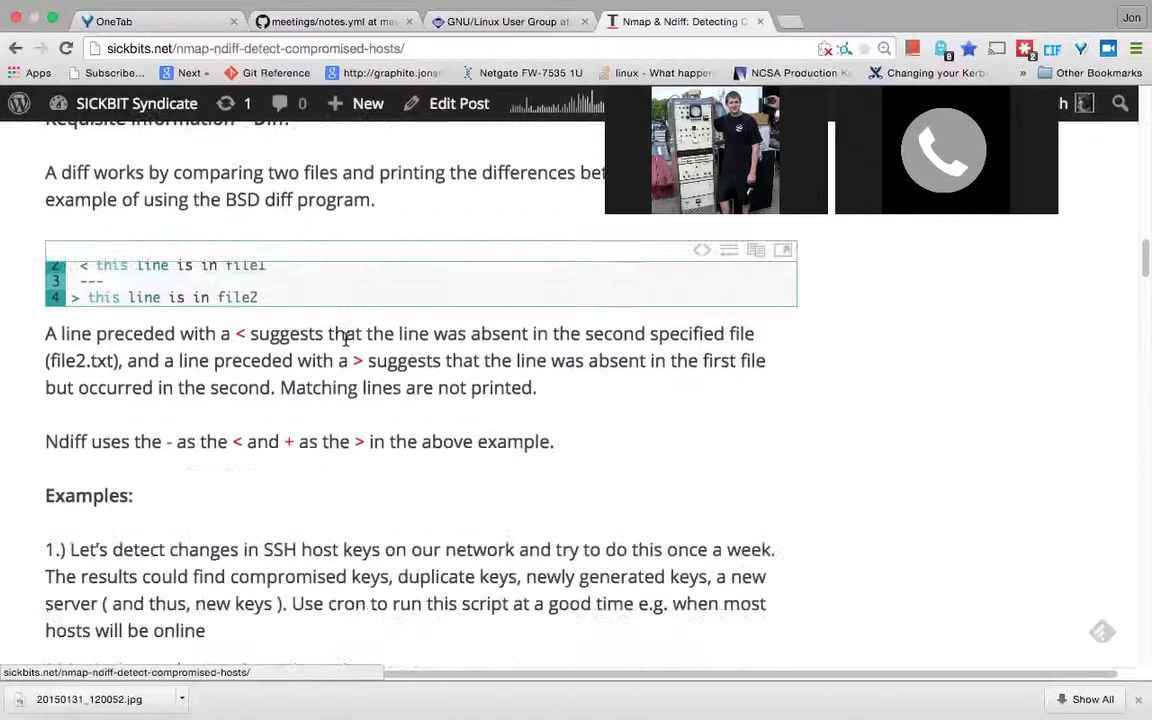 Jon
OneTab
meetings/notes.yml at ma
GNU/Linux User Group at
Nmap & Ndiff: Detecting C
sickbits.net/nmap-ndiff-detect-compromised-hosts/
CIF
Apps
Subscribe...
Next »
Git Reference
http://graphite.jons
Netgate FW-7535 1U
linux - What happen
NCSA Production K
Changing your Kerb
»
Other Bookmarks
SICKBIT Syndicate
1
0
New
Edit Post
h
Requisite Information - Diff:
A diff works by comparing two files and printing the differences be
example of using the BSD diff program.
2 < this line is in file1
3 ---
4 > this line is in file2
A line preceded with a < suggests that the line was absent in the second specified file
(file2.txt), and a line preceded with a > suggests that the line was absent in the first file
but occurred in the second. Matching lines are not printed.
Ndiff uses the - as the < and + as the > in the above example.
Examples:
1.) Let's detect changes in SSH host keys on our network and try to do this once a week.
The results could find compromised keys, duplicate keys, newly generated keys, a new
server ( and thus, new keys ). Use cron to run this script at a good time e.g. when most
hosts will be online
sickbits.net/nmap-ndiff-detect-compromised-hosts/
20150131_120052.jpg
Show All